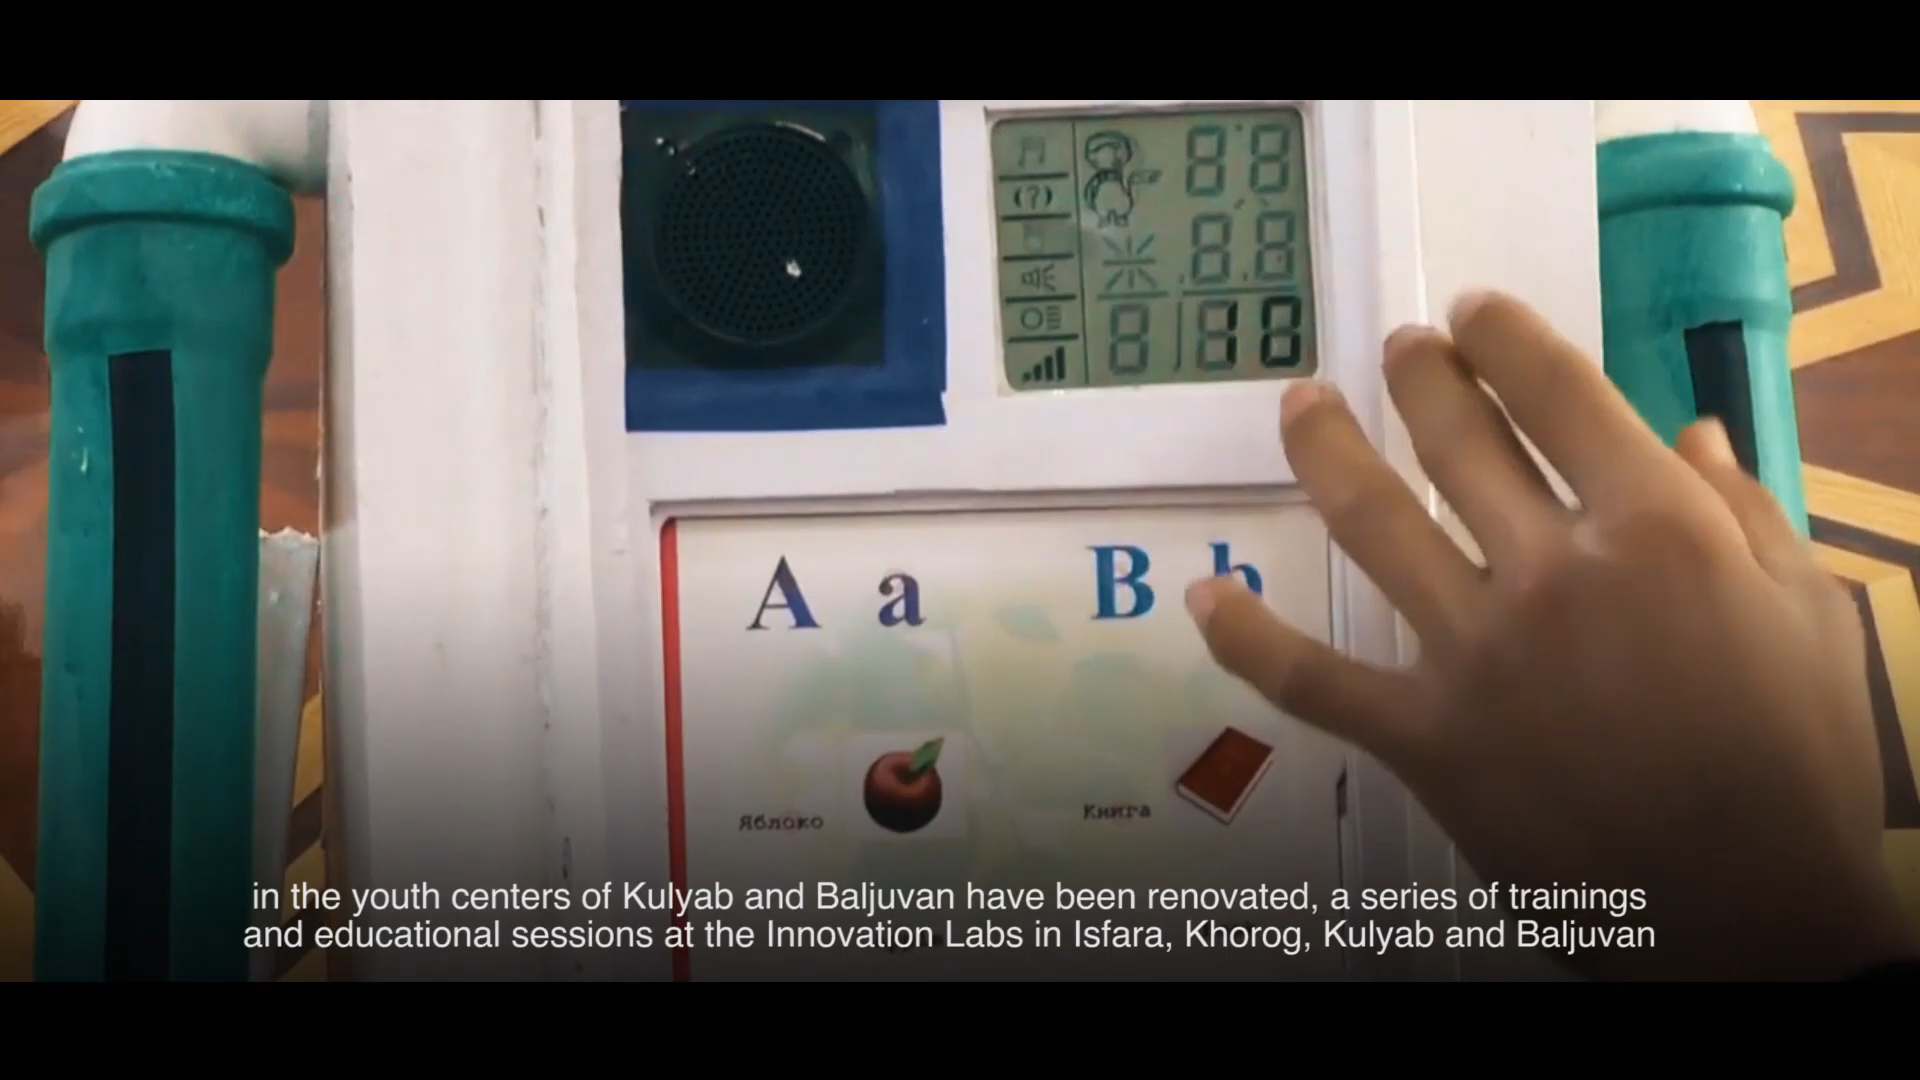 (?)
18
A a B b
Яблоко Книга
in the youth centers of Kulyab and Baljuvan have been renovated, a series of trainings
and educational sessions at the Innovation Labs in Isfara, Khorog, Kulyab and Baljuvan